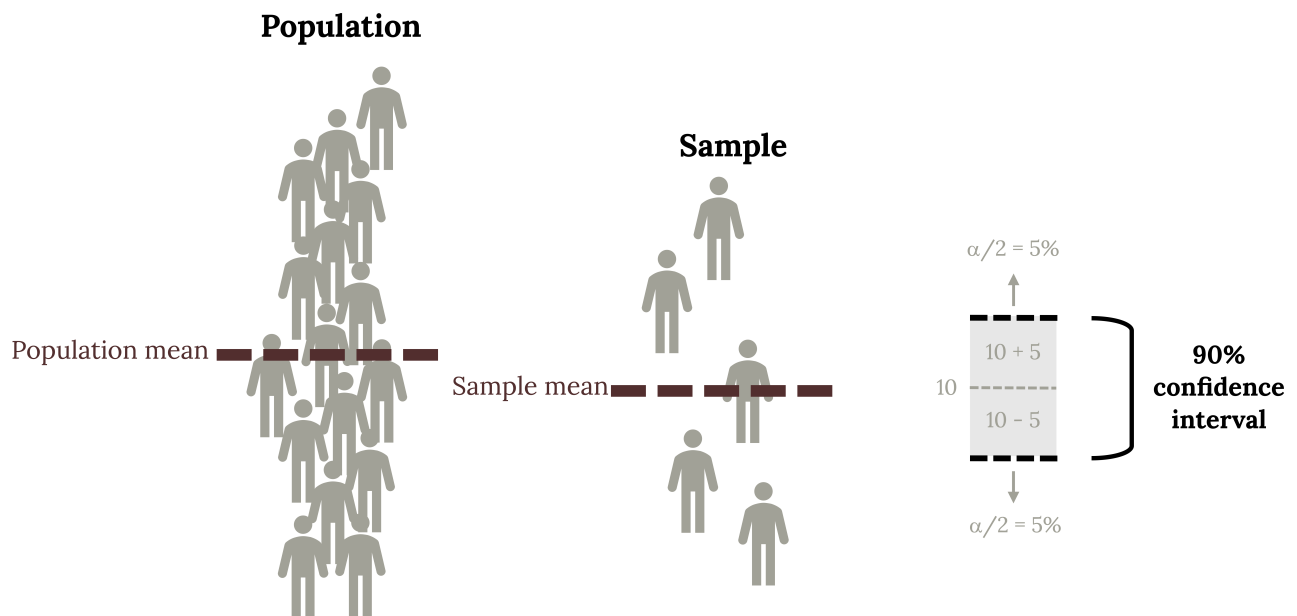 Population
Sample
Population mean
Sample mean
α/2 = 5%
10 + 5
10
10 - 5
α/2 = 5%
90%
confidence
interval